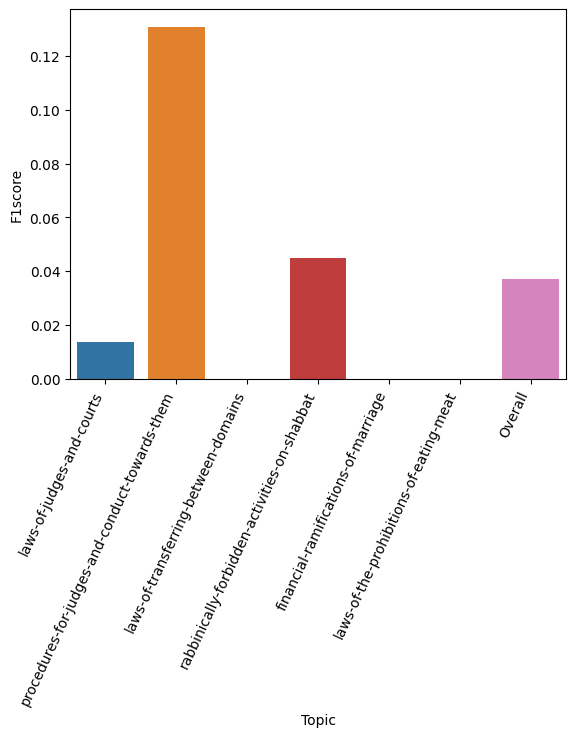 0.12
0.10
0.08
0.06
0.04
0.02
0.00
F1score
laws-of-judges-and-courts
procedures-for-judges-and-conduct-towards-them
laws-of-transferring-between-domains
rabbinically-forbidden-activities-on-shabbat
financial-ramifications-of-marriage
laws-of-the-prohibitions-of-eating-meat
Overall
Topic